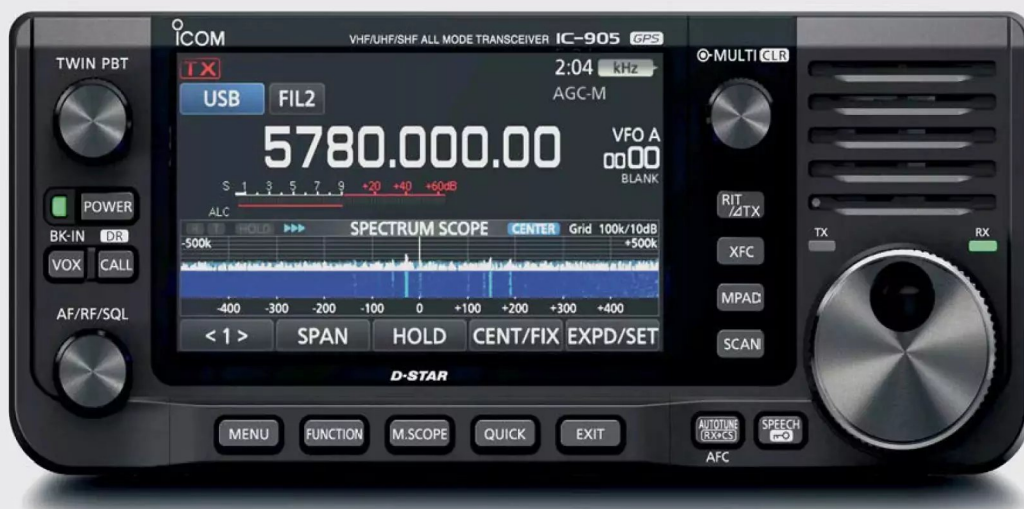 ICOM
VHF/UHF/SHF ALL MODE TRANSCEIVER IC-905 GPS
TWIN PBT
MULTI CLR
TX
2:04 kHz
USB FIL2
AGC-M
5780.000.00
VFO A
0000
BLANK
S 1 . 3 . 5 . 7 . 9 +20 +40 +60dB
ALC
HOLD SPECTRUM SCOPE CENTER Grid 100k/10dB
-500k +500k
-400 -300 -200 -100 0 +100 +200 +300 +400
<1> SPAN HOLD CENT/FIX EXPD/SET
D-STAR
POWER
BK-IN DR
VOX CALL
AF/RF/SQL
RIT
/ΔTX
XFC
MPAD
SCAN
TX RX
MENU FUNCTION M.SCOPE QUICK EXIT
AUTOTUNE
RX→CS
AFC
SPEECH